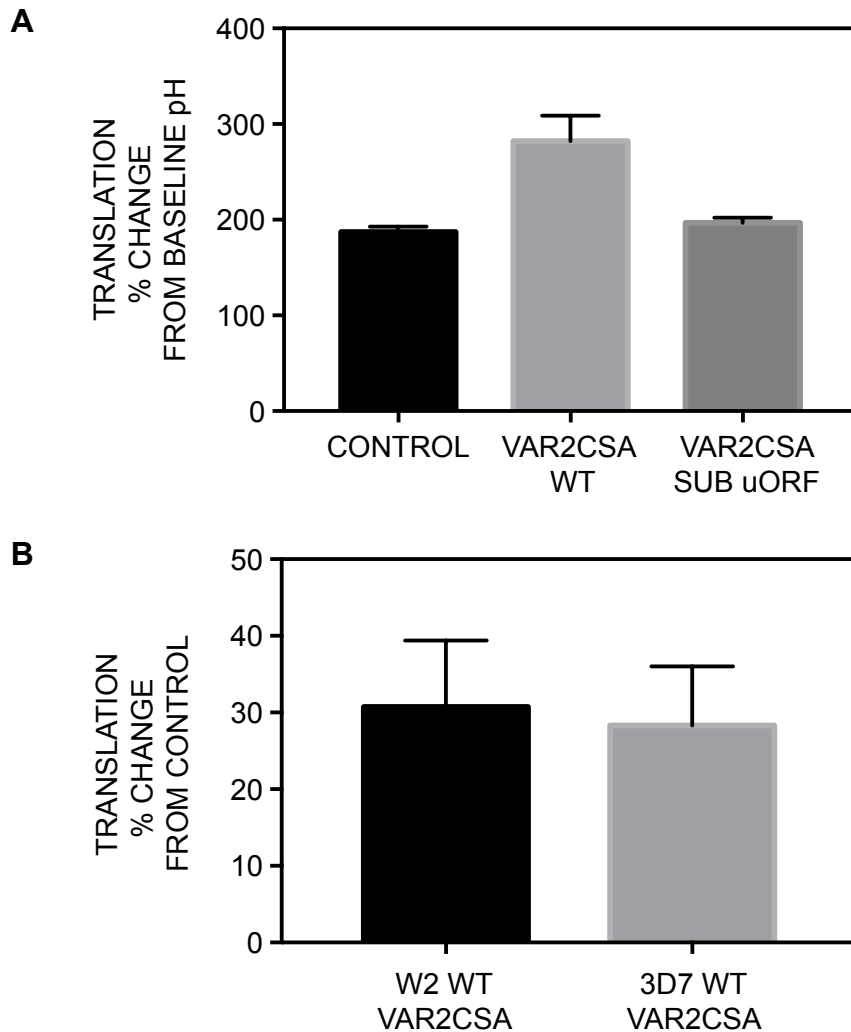 A
TRANSLATION
% CHANGE
FROM BASELINE pH
400
300
200
100
0
CONTROL
VAR2CSA
WT
VAR2CSA
SUB uORF
B
TRANSLATION
% CHANGE
FROM CONTROL
50
40
30
20
10
0
W2 WT
VAR2CSA
3D7 WT
VAR2CSA